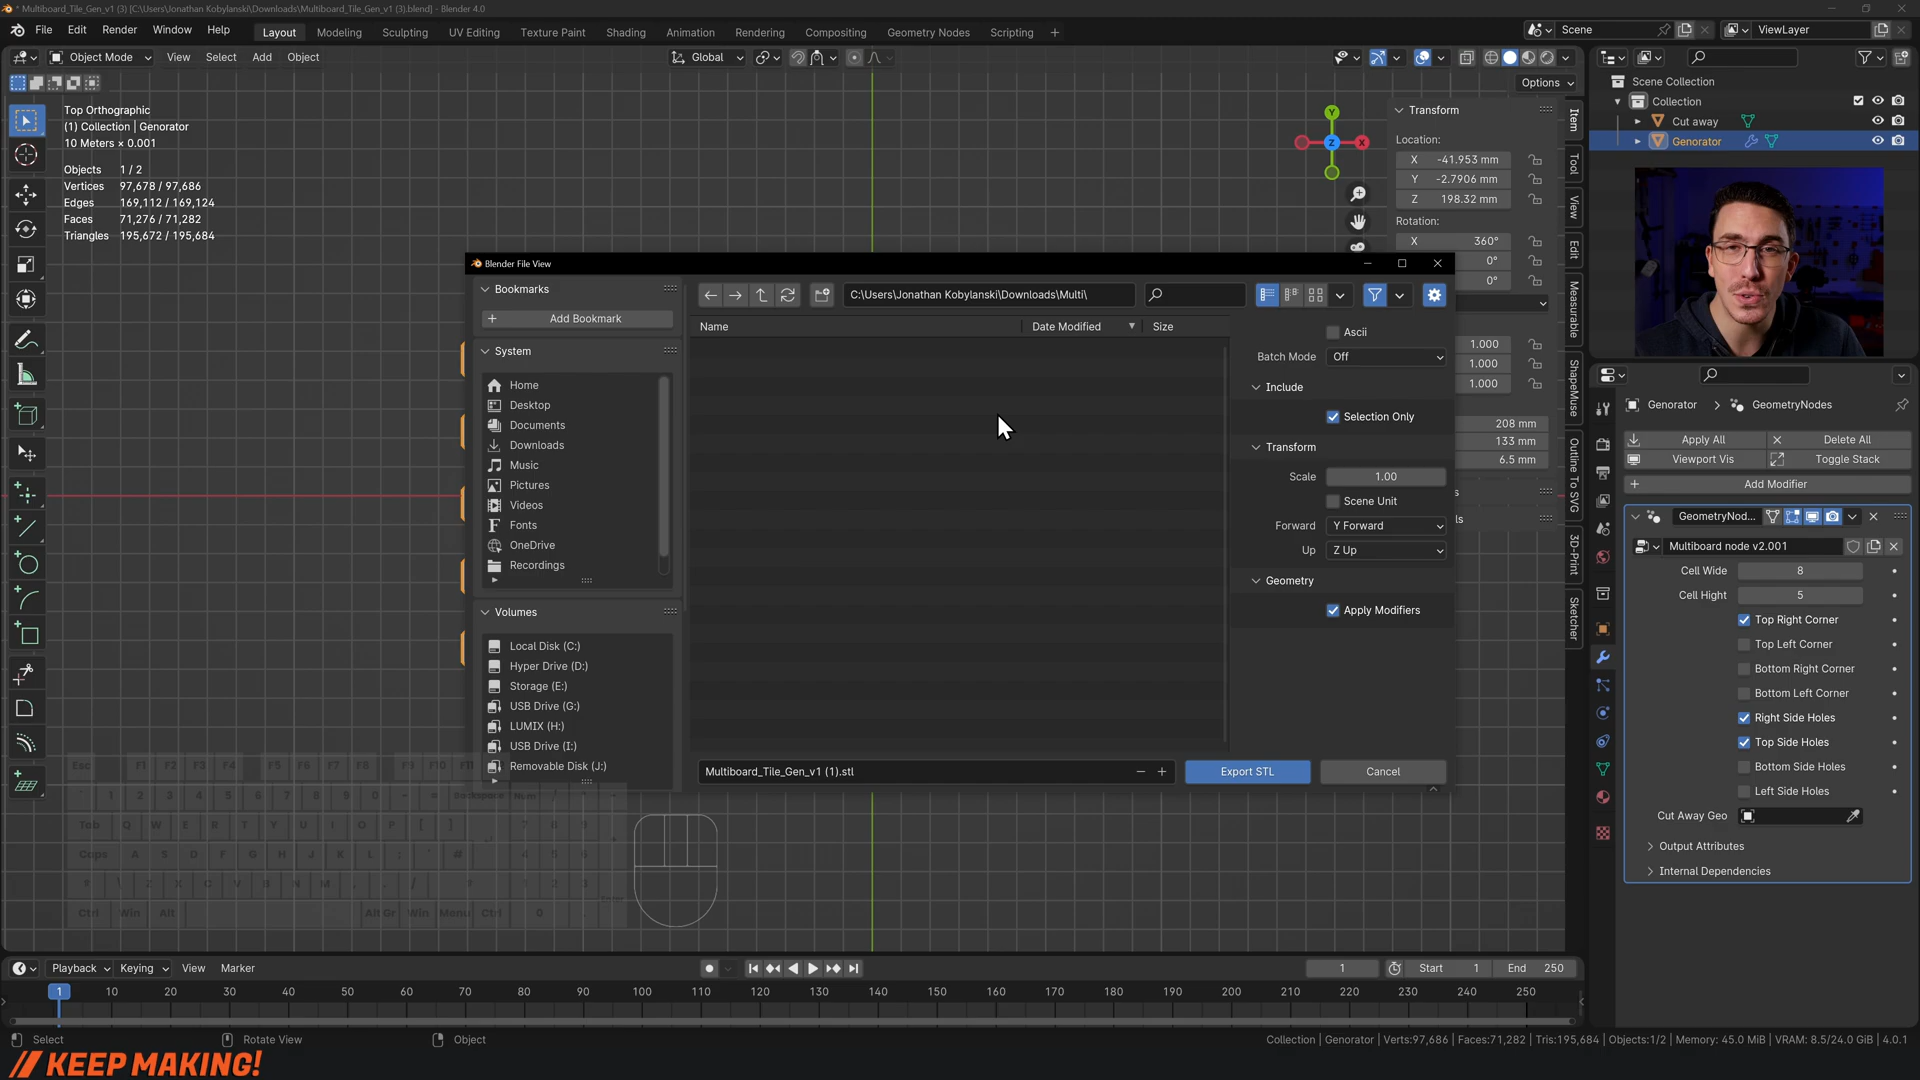 * Multiboard_Tile_Gen_v1 (3) [C:\Users\Jonathan Kobylanski\Downloads\Multiboard_Tile_Gen_v1 (3).blend] - Blender 4.0
File Edit Render Window Help Layout Modeling Sculpting UV Editing Texture Paint Shading Animation Rendering Compositing Geometry Nodes Scripting + Scene ViewLayer
Object Mode View Select Add Object Global
Options
Top Orthographic
(1) Collection | Genorator
10 Meters × 0.001
Objects 1 / 2
Vertices 97,678 / 97,686
Edges 169,112 / 169,124
Faces 71,276 / 71,282
Triangles 195,672 / 195,684
Y
X
Z
Transform
Location:
X -41.953 mm
Y -2.7906 mm
Z 198.32 mm
Rotation:
X 360°
0°
0°
1.000
1.000
1.000
208 mm
133 mm
6.5 mm
Item
Tool
View
Edit
Measurable
ShapeMuse
Outline To SVG
3D-Print
Sketcher
Scene Collection
Collection
Cut away
Genorator
Blender File View
Bookmarks
Add Bookmark
System
Home
Desktop
Documents
Downloads
Music
Pictures
Videos
Fonts
OneDrive
Recordings
Volumes
Local Disk (C:)
Hyper Drive (D:)
Storage (E:)
USB Drive (G:)
LUMIX (H:)
USB Drive (I:)
Removable Disk (J:)
C:\Users\Jonathan Kobylanski\Downloads\Multi\
Name Date Modified Size
Ascii
Batch Mode Off
Include
Selection Only
Transform
Scale 1.00
Scene Unit
Forward Y Forward
Up Z Up
Geometry
Apply Modifiers
Multiboard_Tile_Gen_v1 (1).stl
Export STL Cancel
Genorator > GeometryNodes
Apply All Delete All
Viewport Vis Toggle Stack
Add Modifier
GeometryNod...
Multiboard node v2.001
Cell Wide 8
Cell Hight 5
Top Right Corner
Top Left Corner
Bottom Right Corner
Bottom Left Corner
Right Side Holes
Top Side Holes
Bottom Side Holes
Left Side Holes
Cut Away Geo
Output Attributes
Internal Dependencies
Playback Keying View Marker 1 Start 1 End 250
1 10 20 30 40 50 60 70 80 90 100 110 120 130 140 150 160 170 180 190 200 210 220 230 240 250
Select Rotate View Object Collection | Genorator | Verts:97,686 | Faces:71,282 | Tris:195,684 | Objects:1/2 | Memory: 45.0 MiB | VRAM: 8.5/24.0 GiB | 4.0.1
// KEEP MAKING!